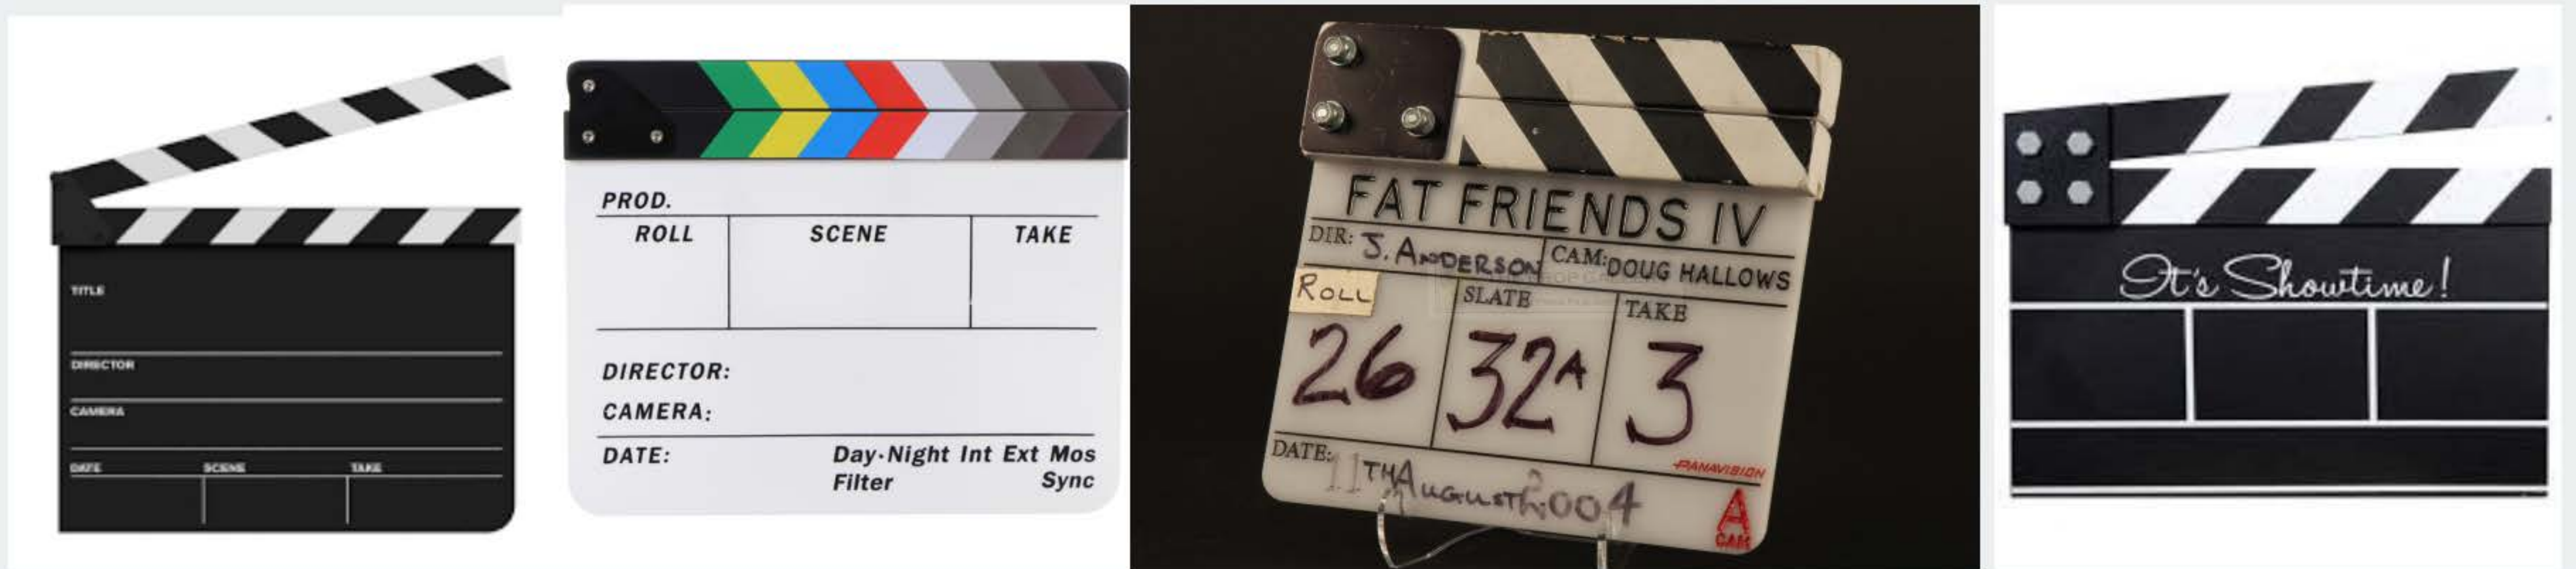 TITLE
DIRECTOR
CAMERA
DATE SCENE TAKE
PROD.
ROLL SCENE TAKE
DIRECTOR:
CAMERA:
DATE: Day·Night Int Ext Mos
Filter Sync
FAT FRIENDS IV
DIR: J. ANDERSON CAM: DOUG HALLOWS
ROLL SLATE TAKE
26 32A 3
PANAVISION
DATE: 11TH AUGUST 2004
A
CAM
It's Showtime!